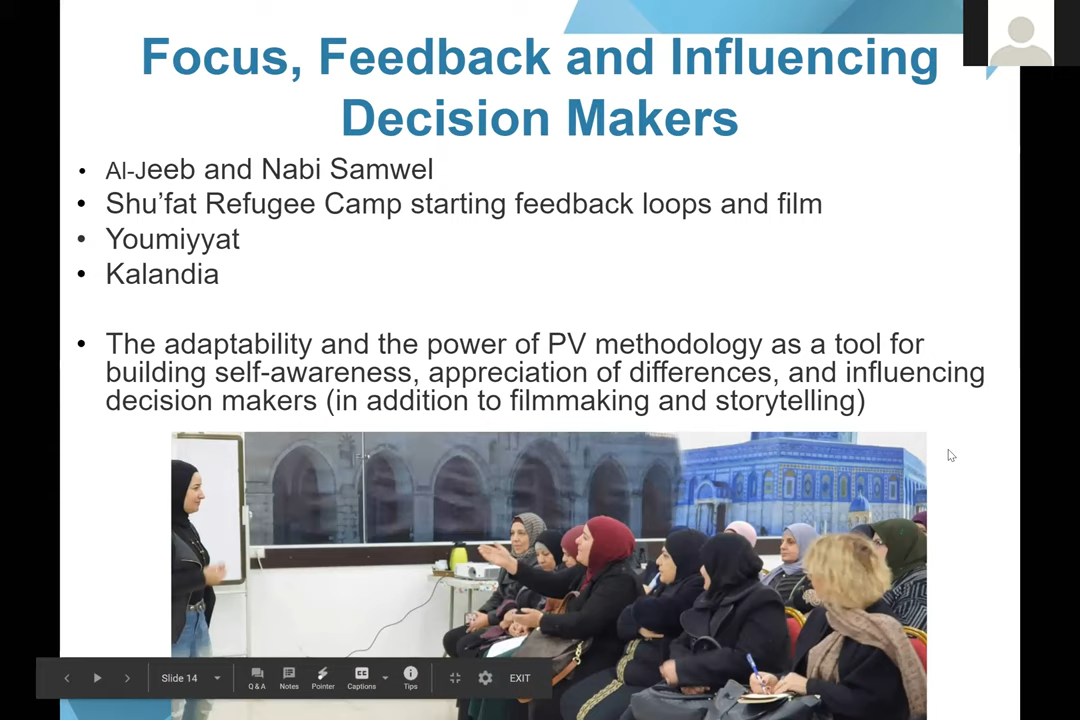 Focus, Feedback and Influencing
Decision Makers
• Al-Jeeb and Nabi Samwel
• Shu’fat Refugee Camp starting feedback loops and film
• Youmiyyat
• Kalandia
• The adaptability and the power of PV methodology as a tool for
building self-awareness, appreciation of differences, and influencing
decision makers (in addition to filmmaking and storytelling)
Slide 14
Q & A
Notes
Pointer
Captions
Tips
EXIT